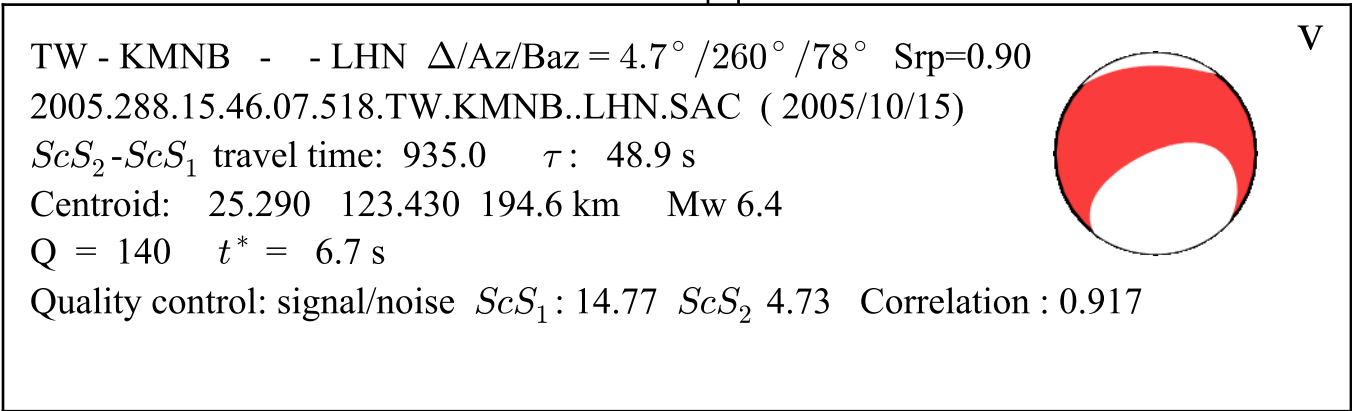 TW - KMNB - - LHN Δ/Az/Baz = 4.7° /260° /78° Srp=0.90
V
2005.288.15.46.07.518.TW.KMNB..LHN.SAC ( 2005/10/15)
ScS₂-ScS₁ travel time: 935.0 τ : 48.9 s
Centroid: 25.290 123.430 194.6 km Mw 6.4
Q = 140 t* = 6.7 s
Quality control: signal/noise ScS₁ : 14.77 ScS₂ 4.73 Correlation : 0.917